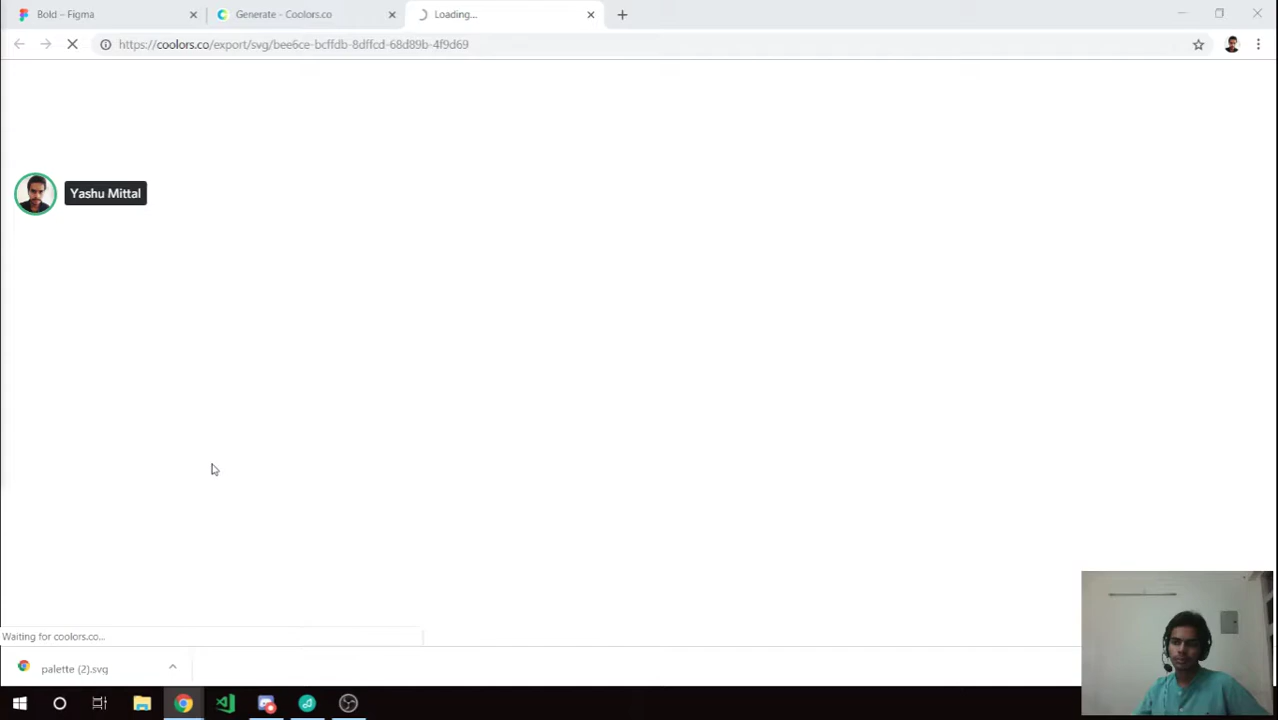 Bold – Figma
Generate - Coolors.co
Loading...
https://coolors.co/export/svg/bee6ce-bcffdb-8dffcd-68d89b-4f9d69
Yashu Mittal
Waiting for coolors.co...
palette (2).svg